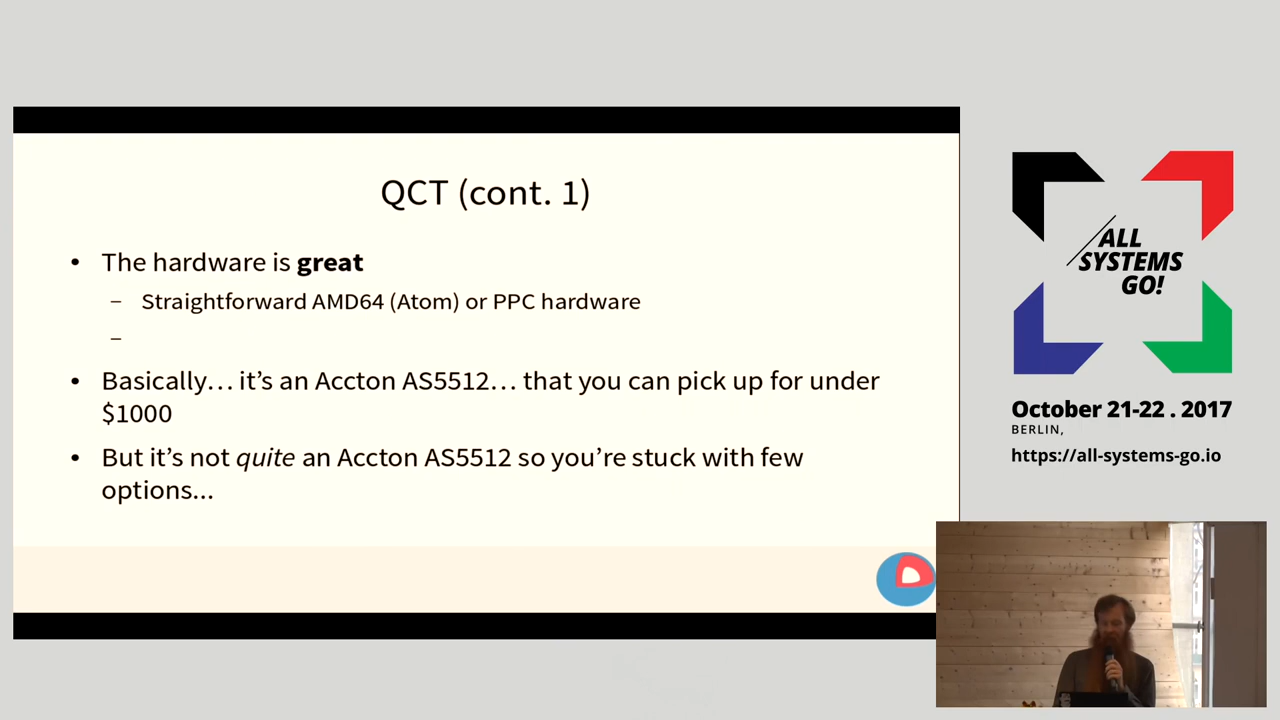 QCT (cont. 1)
• The hardware is great
– Straightforward AMD64 (Atom) or PPC hardware
–
• Basically… it’s an Accton AS5512… that you can pick up for under
$1000
• But it’s not quite an Accton AS5512 so you’re stuck with few
options...
ALL
SYSTEMS
GO!
October 21-22 . 2017
BERLIN,
https://all-systems-go.io